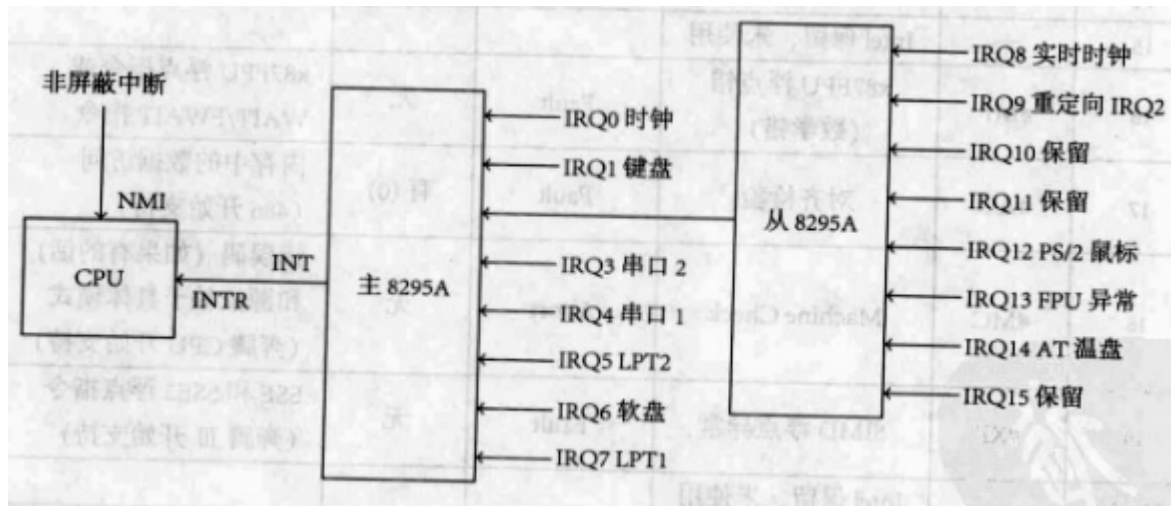 非屏蔽中断
NMI
CPU
INT
INTR
主 8295A
IRQ0 时钟
IRQ1 键盘
IRQ3 串口 2
IRQ4 串口 1
IRQ5 LPT2
IRQ6 软盘
IRQ7 LPT1
从 8295A
IRQ8 实时时钟
IRQ9 重定向 IRQ2
IRQ10 保留
IRQ11 保留
IRQ12 PS/2 鼠标
IRQ13 FPU 异常
IRQ14 AT 温盘
IRQ15 保留